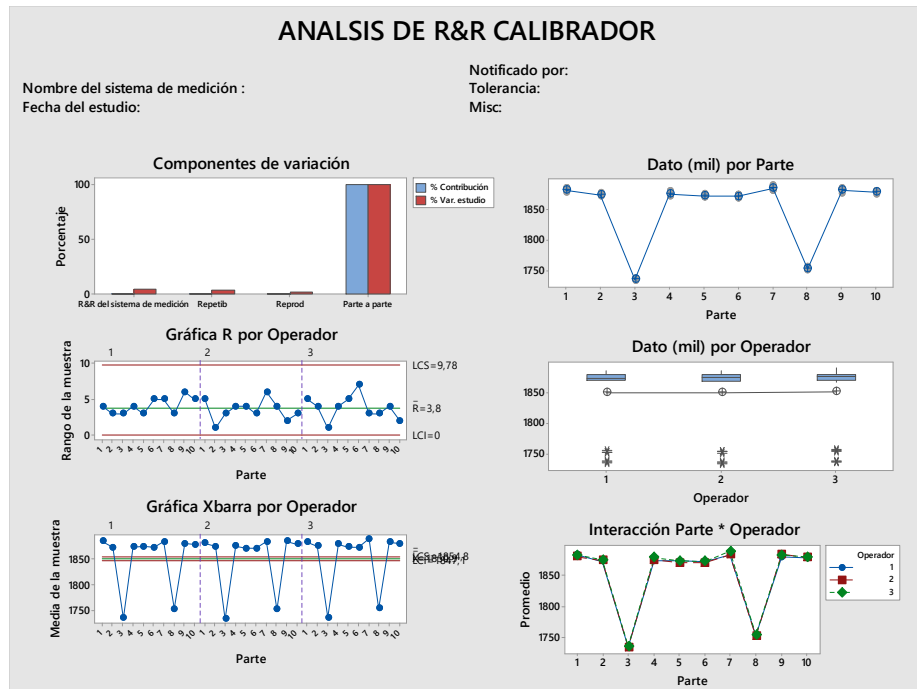 ANALSIS DE R&R CALIBRADOR
Nombre del sistema de medición :
Fecha del estudio:
Notificado por:
Tolerancia:
Misc:
Componentes de variación
Porcentaje
100
50
0
R&R del sistema de medición Repetib Reprod Parte a parte
% Contribución
% Var. estudio
Gráfica R por Operador
1 2 3
Rango de la muestra
10
5
0
LCS=9,78
R=3,8
LCI=0
1 2 3 4 5 6 7 8 9 10 1 2 3 4 5 6 7 8 9 10 1 2 3 4 5 6 7 8 9 10
Parte
Gráfica Xbarra por Operador
1 2 3
Media de la muestra
1850
1800
1750
1 2 3 4 5 6 7 8 9 10 1 2 3 4 5 6 7 8 9 10 1 2 3 4 5 6 7 8 9 10
Parte
Dato (mil) por Parte
1850
1800
1750
1 2 3 4 5 6 7 8 9 10
Parte
Dato (mil) por Operador
1850
1800
1750
1 2 3
Operador
Interacción Parte * Operador
Promedio
1850
1800
1750
1 2 3 4 5 6 7 8 9 10
Parte
Operador
1
2
3